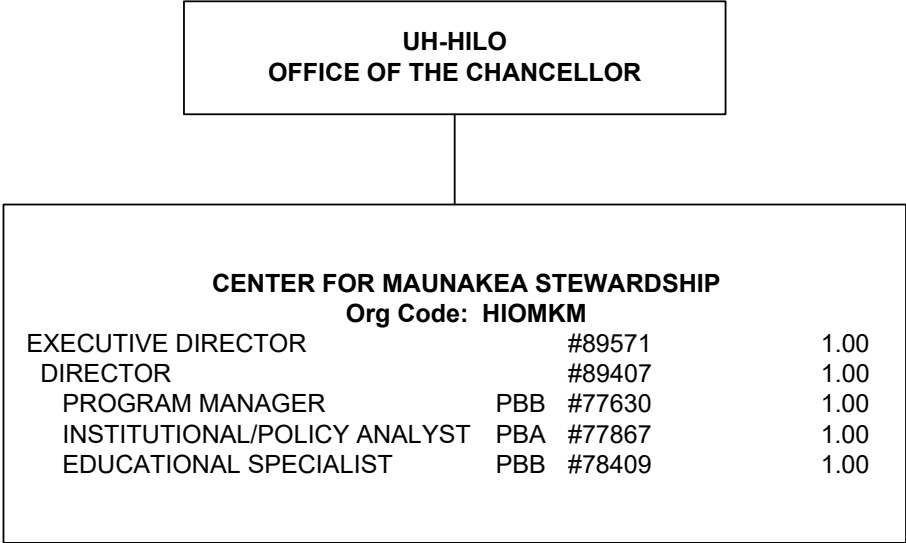 UH-HILO
OFFICE OF THE CHANCELLOR
CENTER FOR MAUNAKEA STEWARDSHIP
Org Code: HIOMKM
EXECUTIVE DIRECTOR #89571 1.00
DIRECTOR #89407 1.00
PROGRAM MANAGER PBB #77630 1.00
INSTITUTIONAL/POLICY ANALYST PBA #77867 1.00
EDUCATIONAL SPECIALIST PBB #78409 1.00